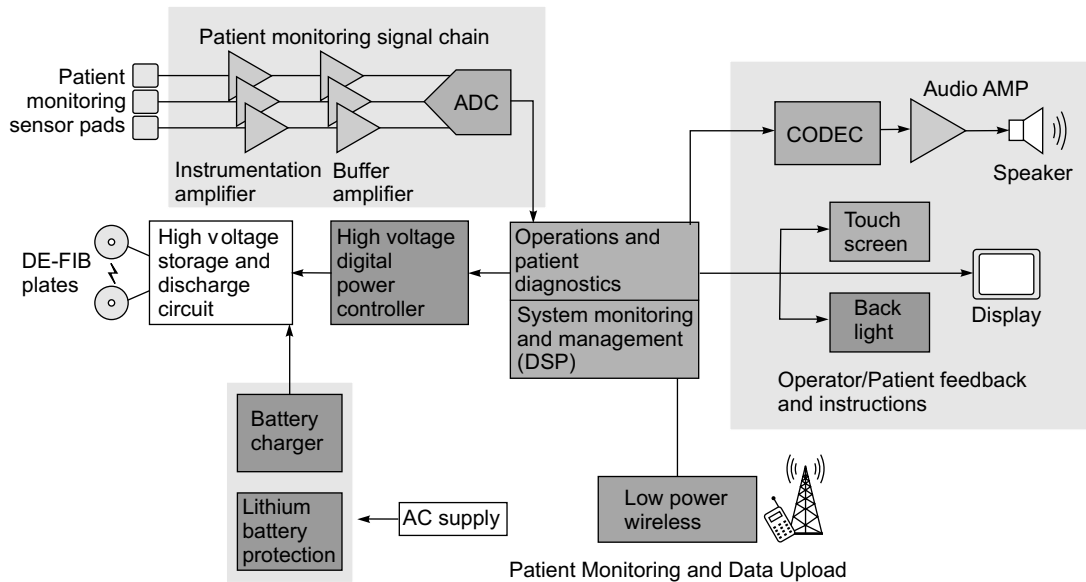 Patient monitoring signal chain
Patient
monitoring
sensor pads
ADC
Instrumentation
amplifier
Buffer
amplifier
Audio AMP
CODEC
Speaker
DE-FIB
plates
High voltage
storage and
discharge
circuit
High voltage
digital
power
controller
Operations and
patient
diagnostics
System monitoring
and management
(DSP)
Touch
screen
Back
light
Display
Operator/Patient feedback
and instructions
Battery
charger
Lithium
battery
protection
AC supply
Low power
wireless
Patient Monitoring and Data Upload